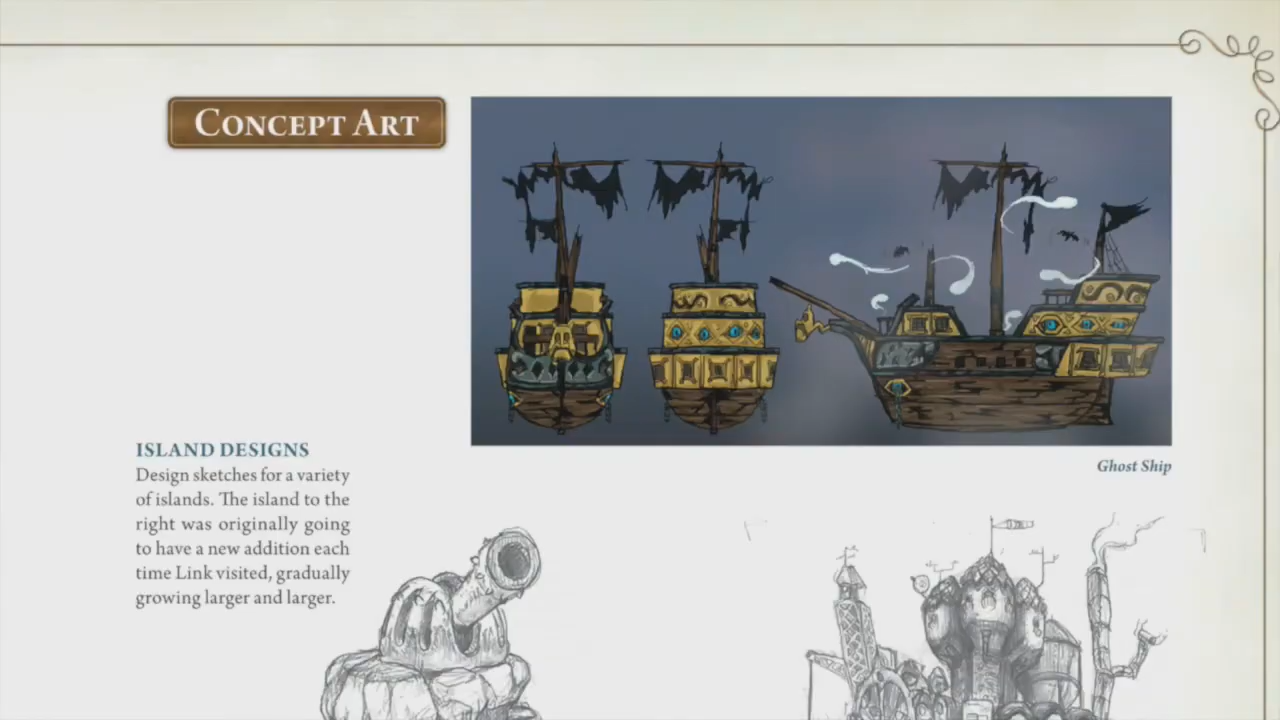 CONCEPT ART
ISLAND DESIGNS
Design sketches for a variety
of islands. The island to the
right was originally going
to have a new addition each
time Link visited, gradually
growing larger and larger.
Ghost Ship